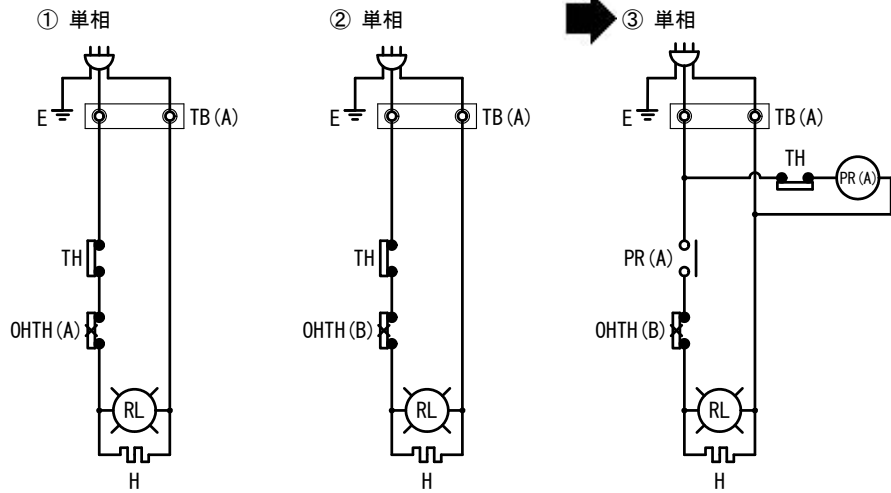 ① 単相
E
TB(A)
TH
OHTH(A)
RL
H
② 単相
E
TB(A)
TH
OHTH(B)
RL
H
③ 単相
E
TB(A)
TH
PR(A)
PR(A)
OHTH(B)
RL
H